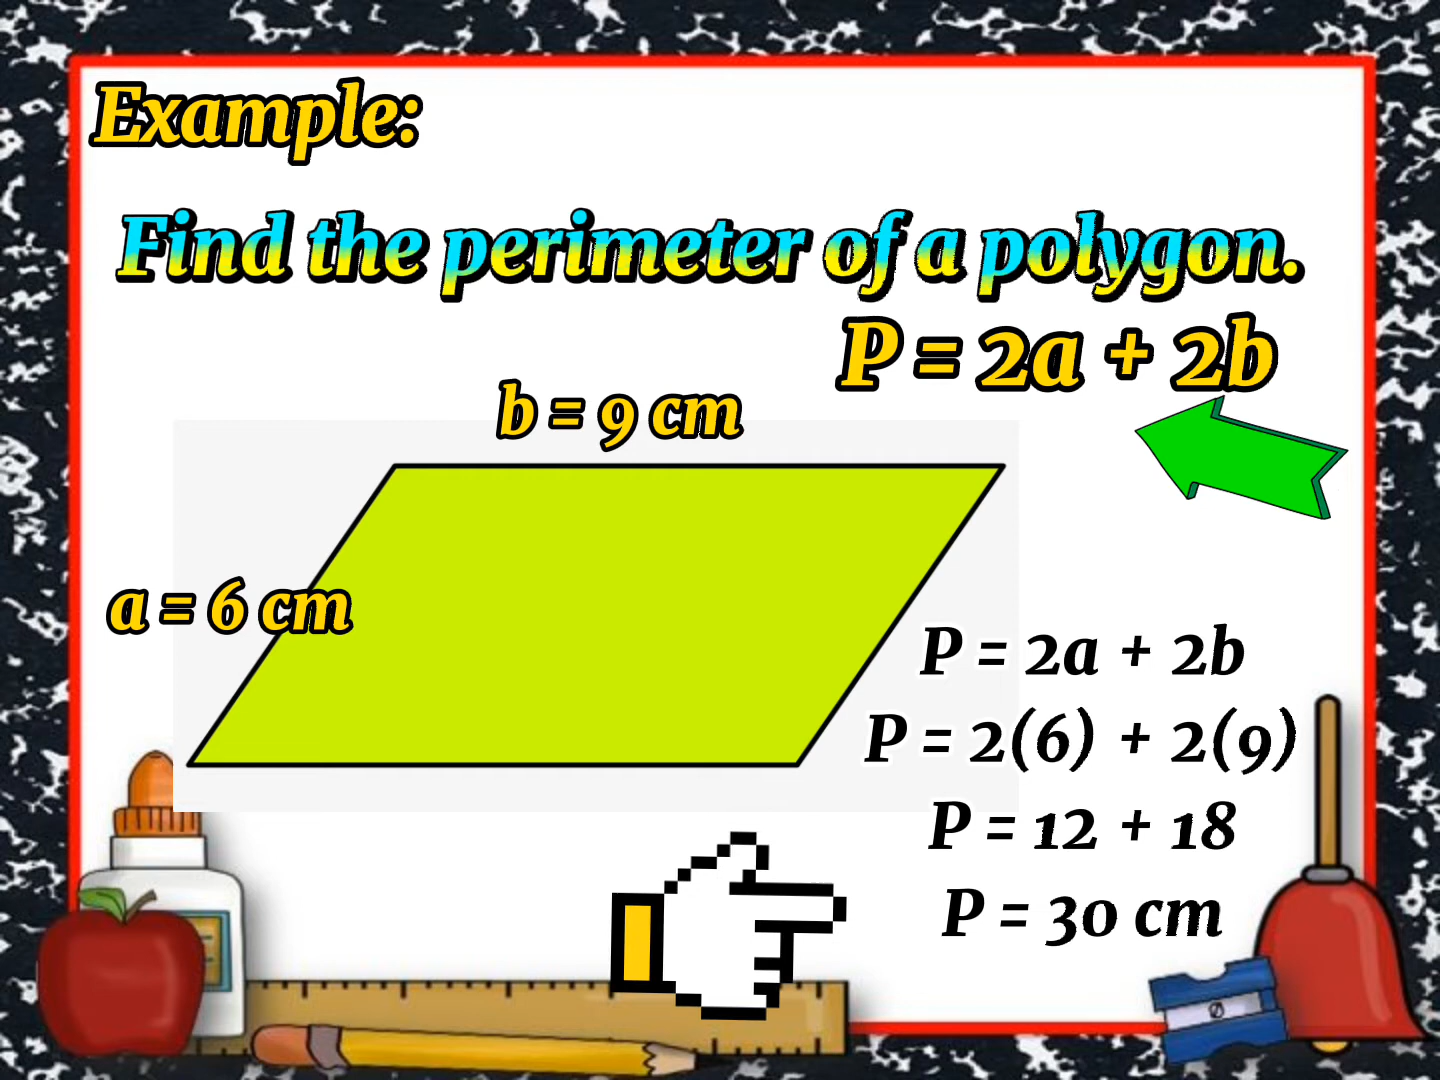 Example:
Find the perimeter of a polygon.
P = 2a + 2b
b = 9 cm
a = 6 cm
P = 2a + 2b
P = 2(6) + 2(9)
P = 12 + 18
P = 30 cm